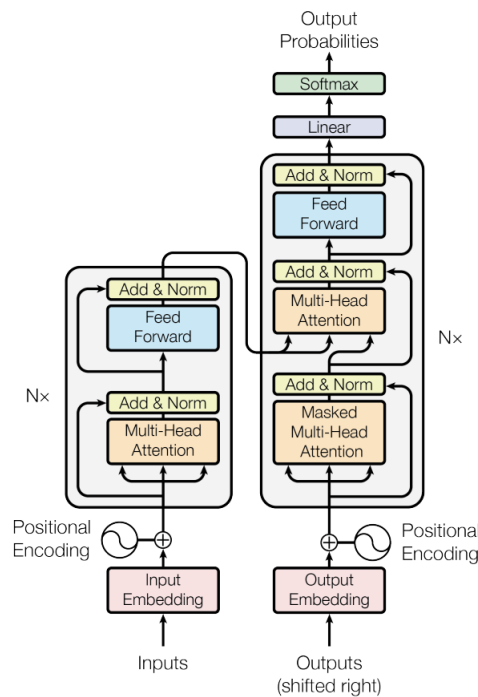 Output
Probabilities
Softmax
Linear
Add & Norm
Feed
Forward
Add & Norm
Multi-Head
Attention
Add & Norm
Masked
Multi-Head
Attention
N×
Add & Norm
Feed
Forward
Add & Norm
Multi-Head
Attention
N×
Positional
Encoding
Positional
Encoding
Input
Embedding
Output
Embedding
Inputs
Outputs
(shifted right)